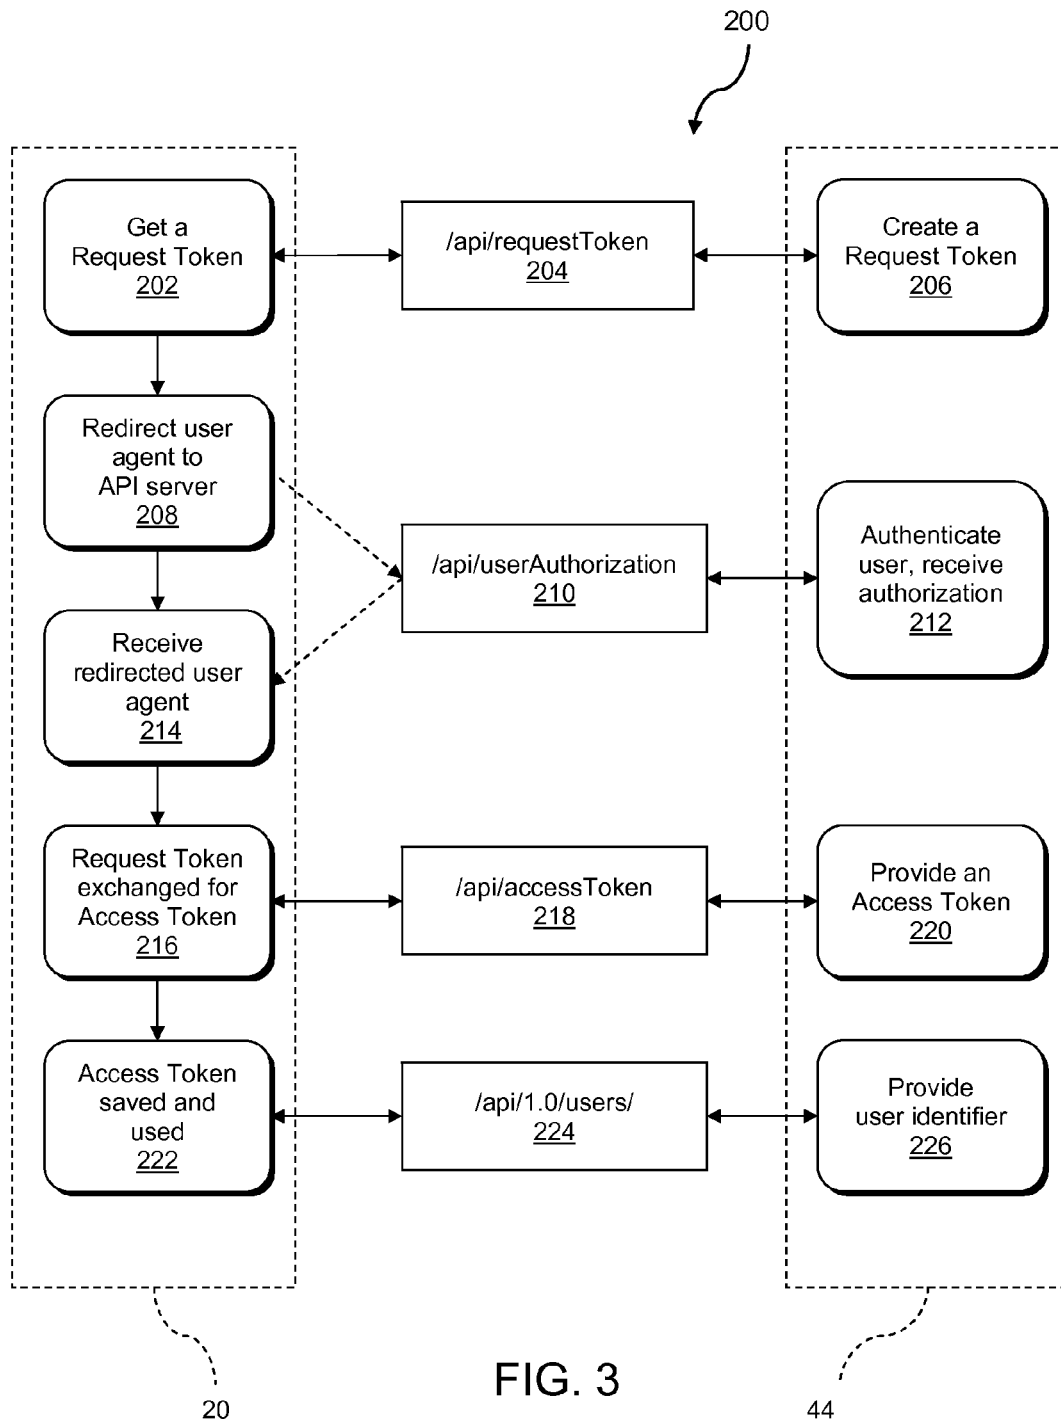 200
Get a
Request Token
202
/api/requestToken
204
Create a
Request Token
206
Redirect user
agent to
API server
208
/api/userAuthorization
210
Authenticate
user, receive
authorization
212
Receive
redirected user
agent
214
Request Token
exchanged for
Access Token
216
/api/accessToken
218
Provide an
Access Token
220
Access Token
saved and
used
222
/api/1.0/users/
224
Provide
user identifier
226
FIG. 3
20
44